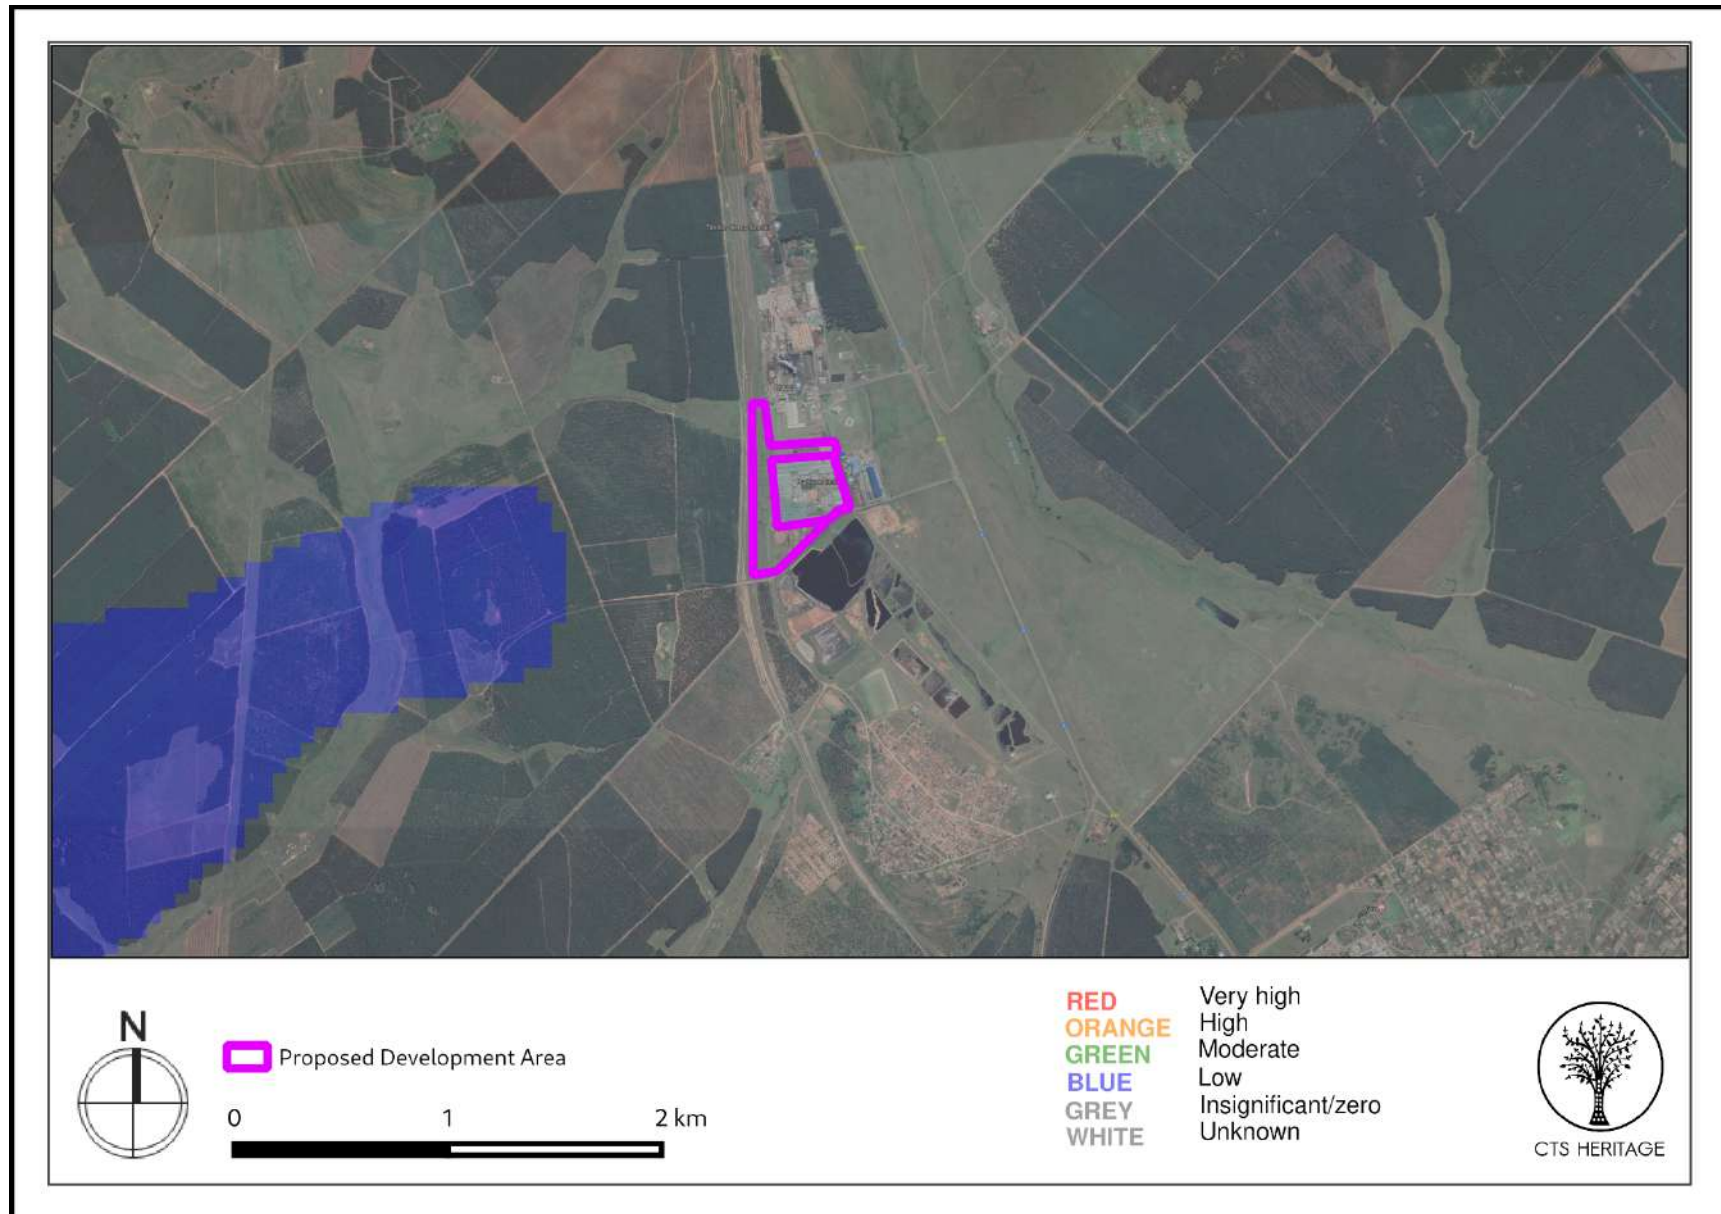 N
Proposed Development Area
0 1 2 km
RED Very high
ORANGE High
GREEN Moderate
BLUE Low
GREY Insignificant/zero
WHITE Unknown
CTS HERITAGE